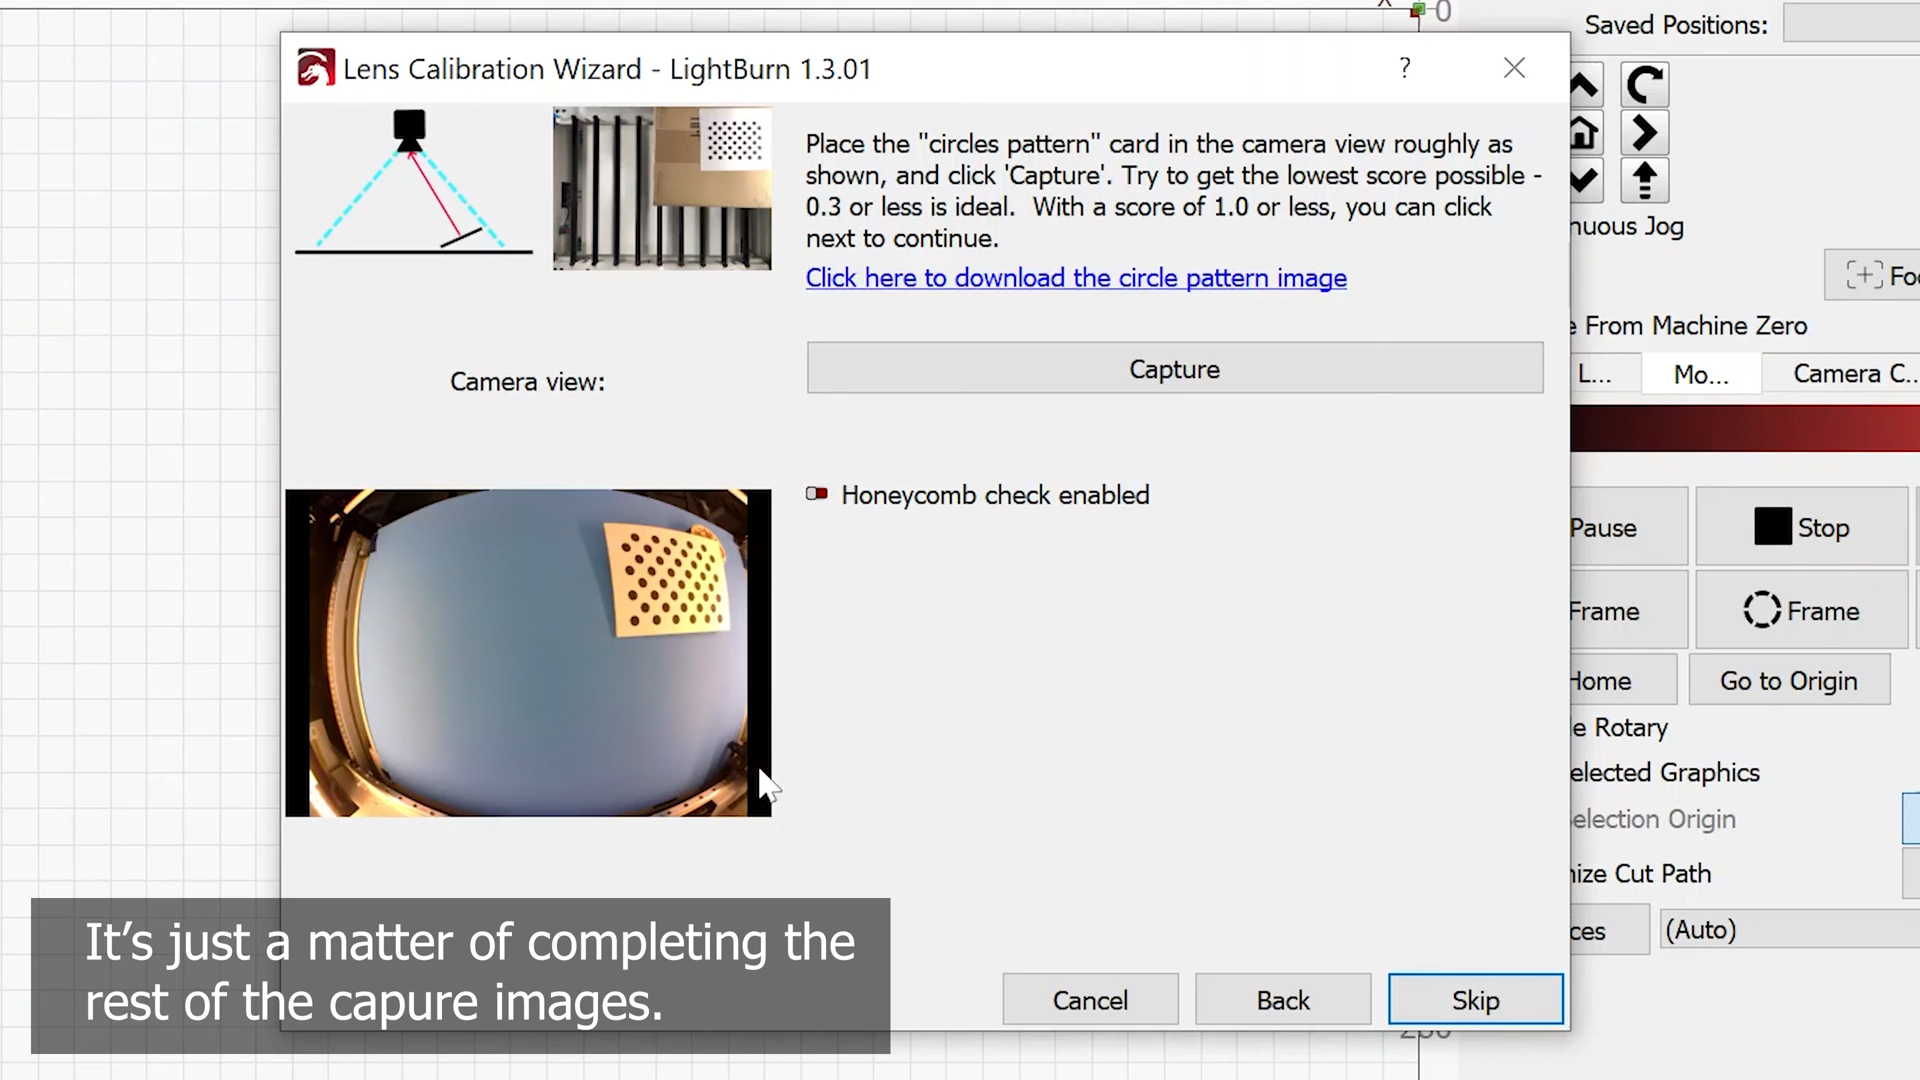 0
Saved Positions:
Lens Calibration Wizard - LightBurn 1.3.01
?
Place the "circles pattern" card in the camera view roughly as
shown, and click 'Capture'. Try to get the lowest score possible -
0.3 or less is ideal.  With a score of 1.0 or less, you can click
next to continue.
Click here to download the circle pattern image
nuous Jog
Foc
e From Machine Zero
Camera view:
Capture
L...
Mo...
Camera C...
Honeycomb check enabled
Pause
Stop
Frame
Frame
Home
Go to Origin
e Rotary
elected Graphics
Selection Origin
nize Cut Path
ces
(Auto)
It's just a matter of completing the
rest of the capure images.
Cancel
Back
Skip